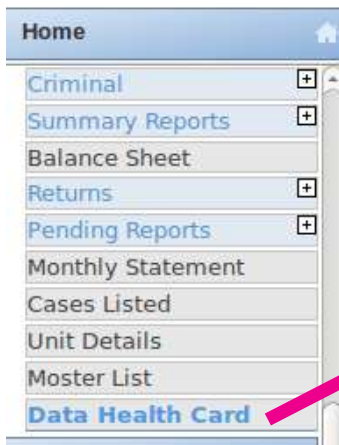 Home
Criminal
Summary Reports
Balance Sheet
Returns
Pending Reports
Monthly Statement
Cases Listed
Unit Details
Moster List
Data Health Card